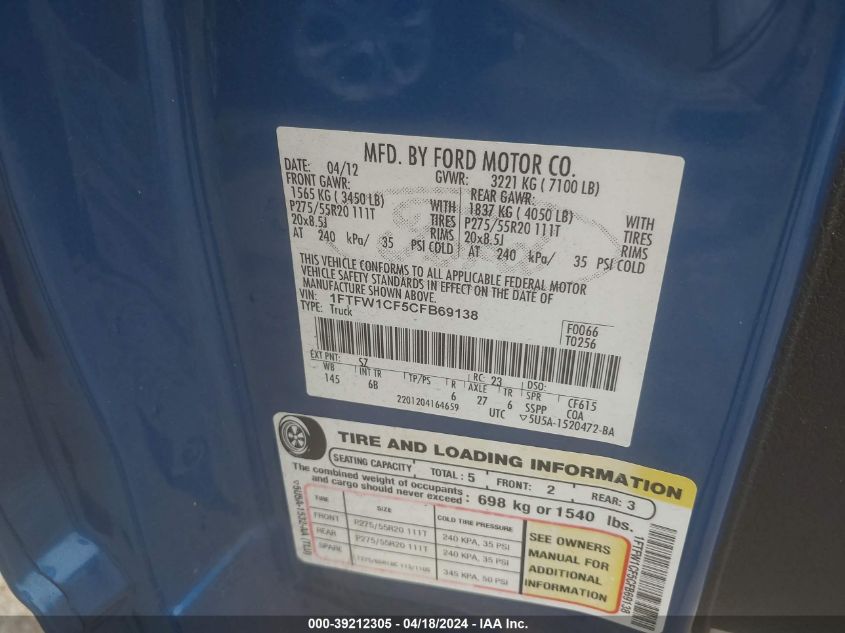 MFD. BY FORD MOTOR CO.
DATE: 04/12 GVWR: 3221 KG ( 7100 LB)
FRONT GAWR: REAR GAWR:
1565 KG (3450 LB) WITH 1837 KG ( 4050 LB) WITH
P275/55R20 111T TIRES P275/55R20 111T TIRES
20x8.5J RIMS 20x8.5J RIMS
AT 240 kPa/ 35 PSI COLD AT 240 kPa/ 35 PSI COLD
THIS VEHICLE CONFORMS TO ALL APPLICABLE FEDERAL MOTOR
VEHICLE SAFETY STANDARDS IN EFFECT ON THE DATE OF
MANUFACTURE SHOWN ABOVE.
VIN: 1FTFW1CF5CFB69138
TYPE: Truck
F0066
T0256
EXT PNT: SZ RC: 23 DSO:
WB INT TR TP/PS R AXLE TR SPR CF615
145 6B 6 27 6 SSPP COA
2201204164659 UTC ▽5U5A-1520472-BA
TIRE AND LOADING INFORMATION
SEATING CAPACITY TOTAL : 5 FRONT: 2 REAR: 3
The combined weight of occupants
and cargo should never exceed : 698 kg or 1540 lbs.
TIRE SIZE COLD TIRE PRESSURE
FRONT P275/55R20 111T 240 KPA, 35 PSI
REAR P275/55R20 111T 240 KPA, 35 PSI
SPARE 345 KPA, 50 PSI
SEE OWNERS
MANUAL FOR
ADDITIONAL
INFORMATION
1FTFW1CF5CFB69138
000-39212305 - 04/18/2024 - IAA Inc.